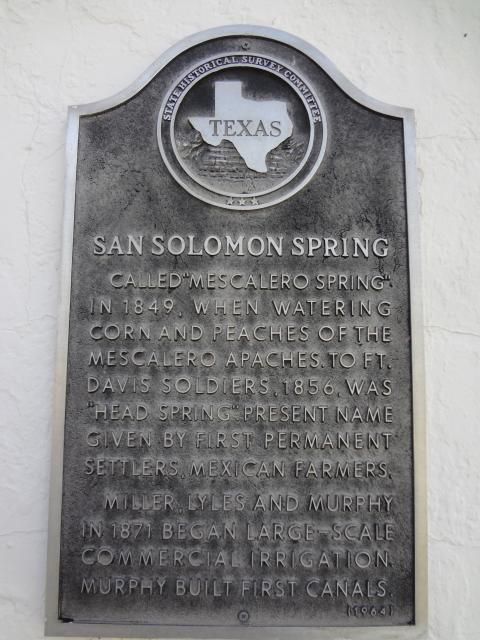 STATE HISTORICAL SURVEY COMMITTEE
TEXAS
SAN SOLOMON SPRING
CALLED "MESCALERO SPRING"
IN 1849, WHEN WATERING
CORN AND PEACHES OF THE
MESCALERO APACHES. TO FT.
DAVIS SOLDIERS, 1856, WAS
"HEAD SPRING". PRESENT NAME
GIVEN BY FIRST PERMANENT
SETTLERS, MEXICAN FARMERS.
MILLER, LYLES AND MURPHY
IN 1871 BEGAN LARGE-SCALE
COMMERCIAL IRRIGATION.
MURPHY BUILT FIRST CANALS.
(1964)